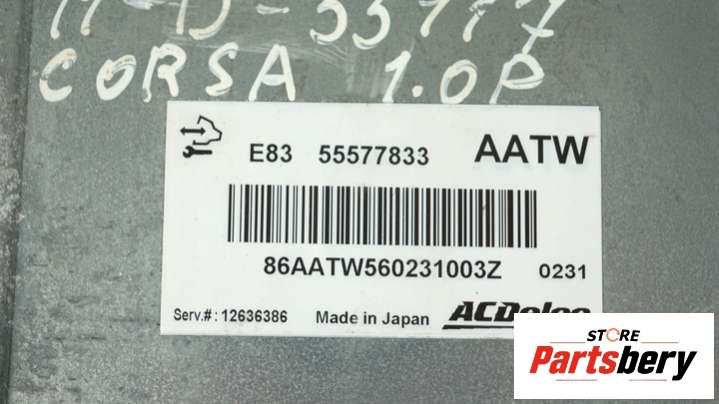 CORSA 1.0P
E83 55577833 AATW
86AATW560231003Z 0231
Serv.#: 12636386 Made in Japan ACDelco
STORE
Partsbery